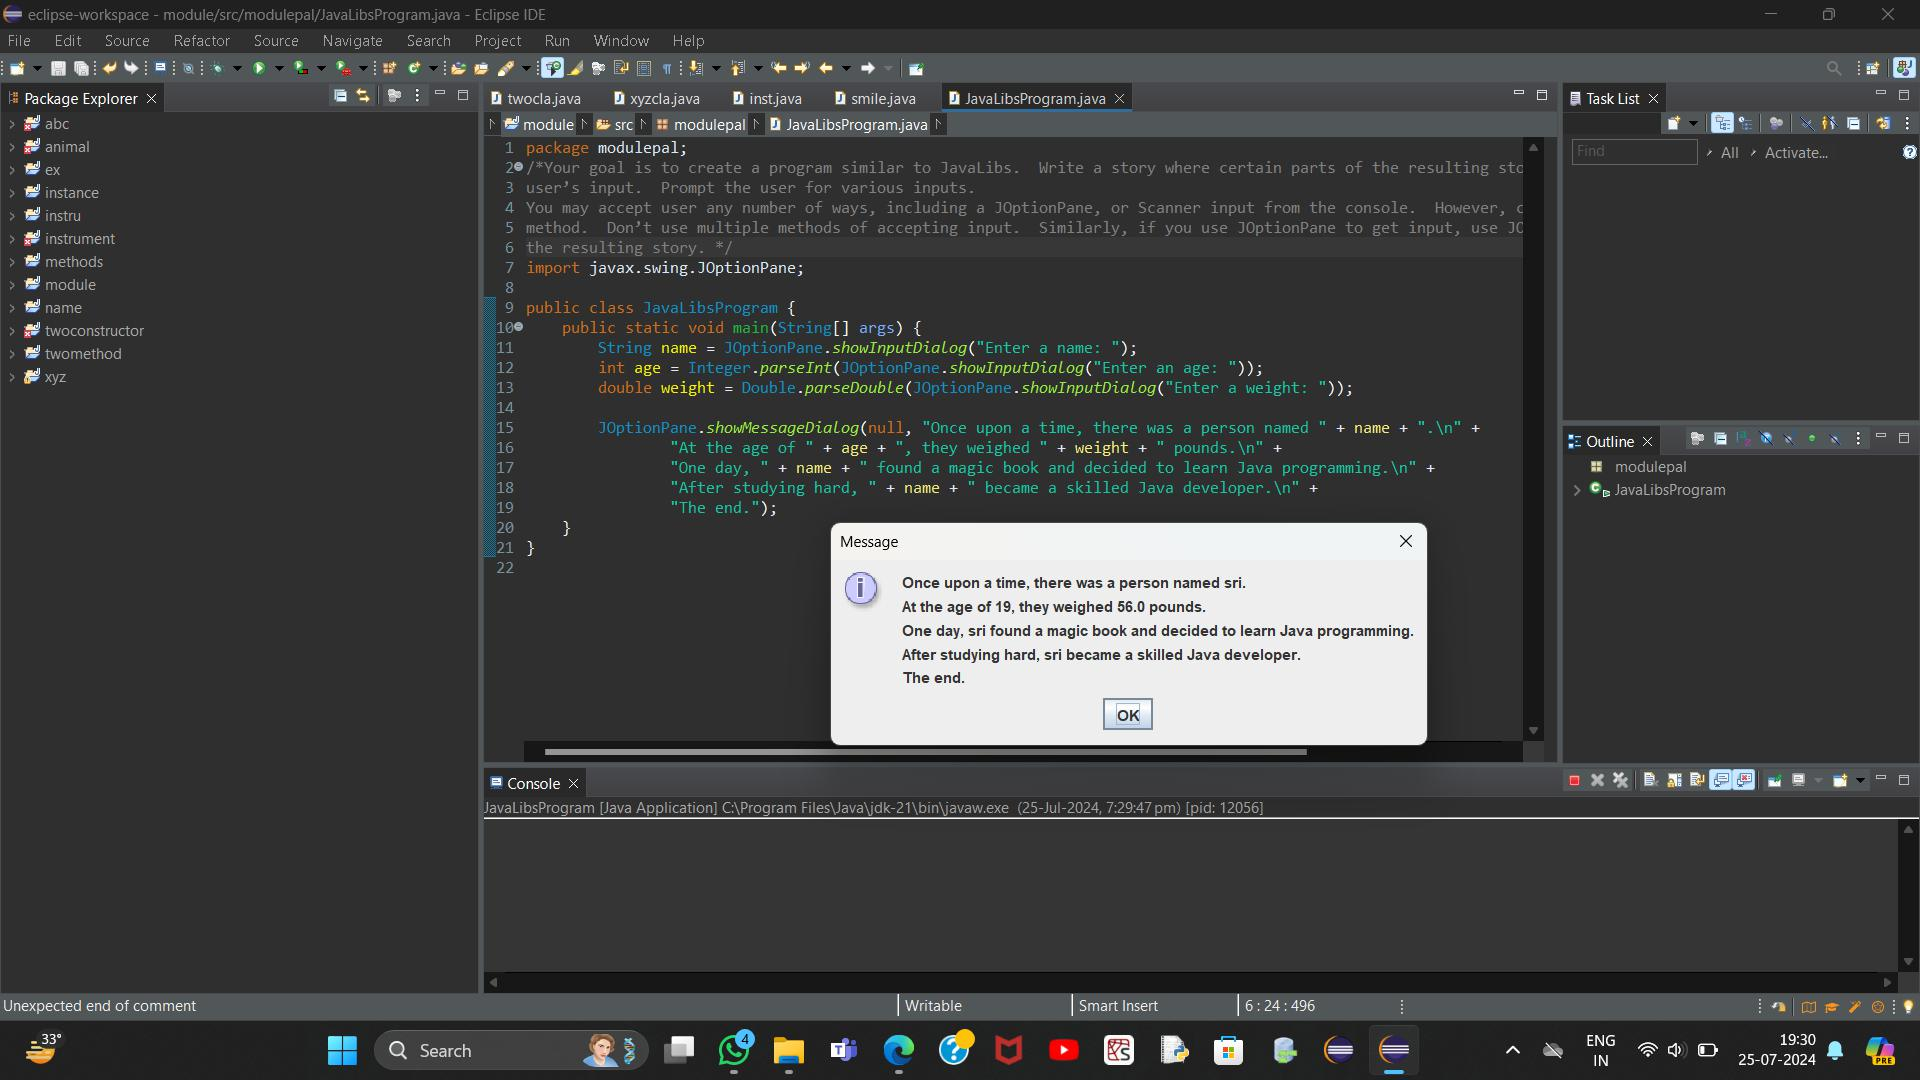 eclipse-workspace - module/src/modulepal/JavaLibsProgram.java - Eclipse IDE
File Edit Source Refactor Source Navigate Search Project Run Window Help
Package Explorer
abc
animal
ex
instance
instru
instrument
methods
module
name
twoconstructor
twomethod
xyz
twocla.java xyzcla.java inst.java smile.java JavaLibsProgram.java
module src modulepal JavaLibsProgram.java
1 package modulepal;
2 /*Your goal is to create a program similar to JavaLibs.  Write a story where certain parts of the resulting sto
3 user's input.  Prompt the user for various inputs.
4 You may accept user any number of ways, including a JOptionPane, or Scanner input from the console.  However, c
5 method.  Don't use multiple methods of accepting input.  Similarly, if you use JOptionPane to get input, use JO
6 the resulting story. */
7 import javax.swing.JOptionPane;
8
9 public class JavaLibsProgram {
10 public static void main(String[] args) {
11 String name = JOptionPane.showInputDialog("Enter a name: ");
12 int age = Integer.parseInt(JOptionPane.showInputDialog("Enter an age: "));
13 double weight = Double.parseDouble(JOptionPane.showInputDialog("Enter a weight: "));
14
15 JOptionPane.showMessageDialog(null, "Once upon a time, there was a person named " + name + ".\n" +
16 "At the age of " + age + ", they weighed " + weight + " pounds.\n" +
17 "One day, " + name + " found a magic book and decided to learn Java programming.\n" +
18 "After studying hard, " + name + " became a skilled Java developer.\n" +
19 "The end.");
20 }
21 }
22
Message
Once upon a time, there was a person named sri.
At the age of 19, they weighed 56.0 pounds.
One day, sri found a magic book and decided to learn Java programming.
After studying hard, sri became a skilled Java developer.
The end.
OK
Task List
Find All Activate...
Outline
modulepal
JavaLibsProgram
Console
JavaLibsProgram [Java Application] C:\Program Files\Java\jdk-21\bin\javaw.exe (25-Jul-2024, 7:29:47 pm) [pid: 12056]
Unexpected end of comment Writable Smart Insert 6 : 24 : 496
33° Search 4 ENG IN 19:30 25-07-2024 PRE